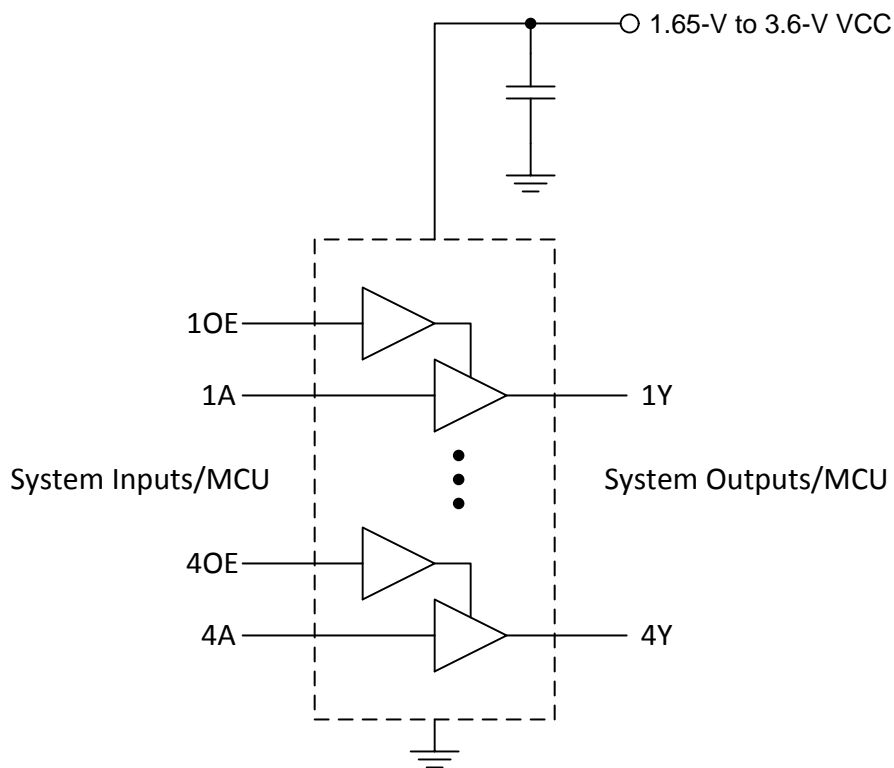 1.65-V to 3.6-V VCC
1OE
1A
1Y
System Inputs/MCU
System Outputs/MCU
4OE
4A
4Y